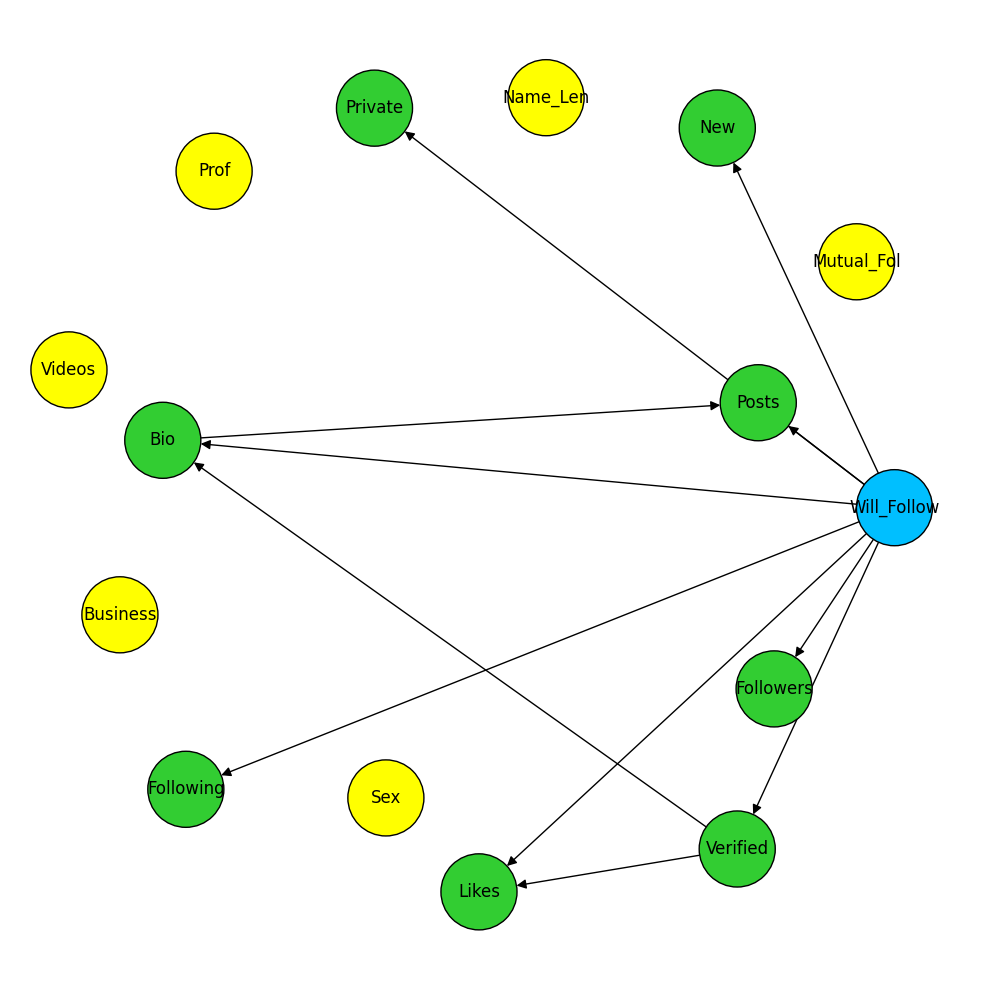 Name_Len
Private
New
Prof
Mutual_Fol
Videos
Posts
Bio
Will_Follow
Business
Followers
Following
Sex
Verified
Likes